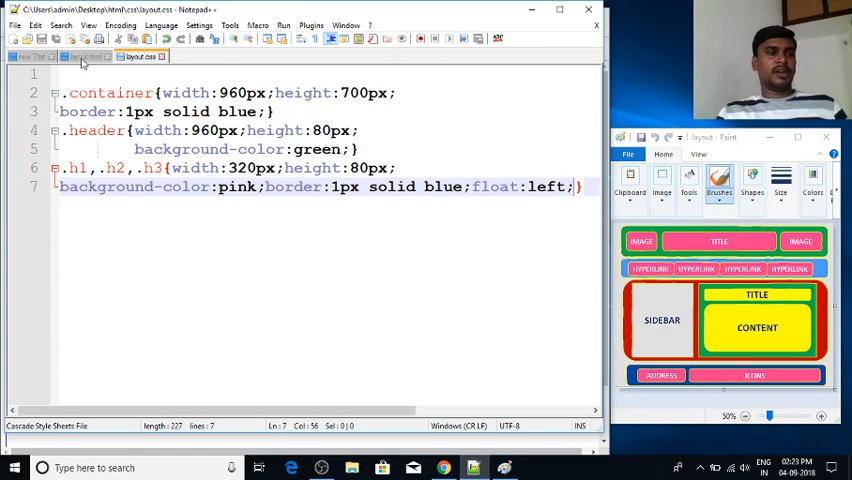 C:\Users\admin\Desktop\html\css\layout.css - Notepad++
File Edit Search View Encoding Language Settings Tools Macro Run Plugins Window ?
layout.html layout.css
1
2 .container{width:960px;height:700px;
3 border:1px solid blue;}
4 .header{width:960px;height:80px;
5 background-color:green;}
6 .h1,.h2,.h3{width:320px;height:80px;
7 background-color:pink;border:1px solid blue;float:left;}
Cascade Style Sheets File length : 227 lines : 7 Ln : 7 Col : 56 Sel : 0 | 0 Windows (CR LF) UTF-8 INS
layout - Paint
File Home View
Clipboard Image Tools Brushes Shapes Size
IMAGE TITLE IMAGE
HYPERLINK HYPERLINK HYPERLINK HYPERLINK
SIDEBAR
TITLE
CONTENT
ADDRESS ICONS
50%
Type here to search
ENG
IN
02:23 PM
04-09-2018